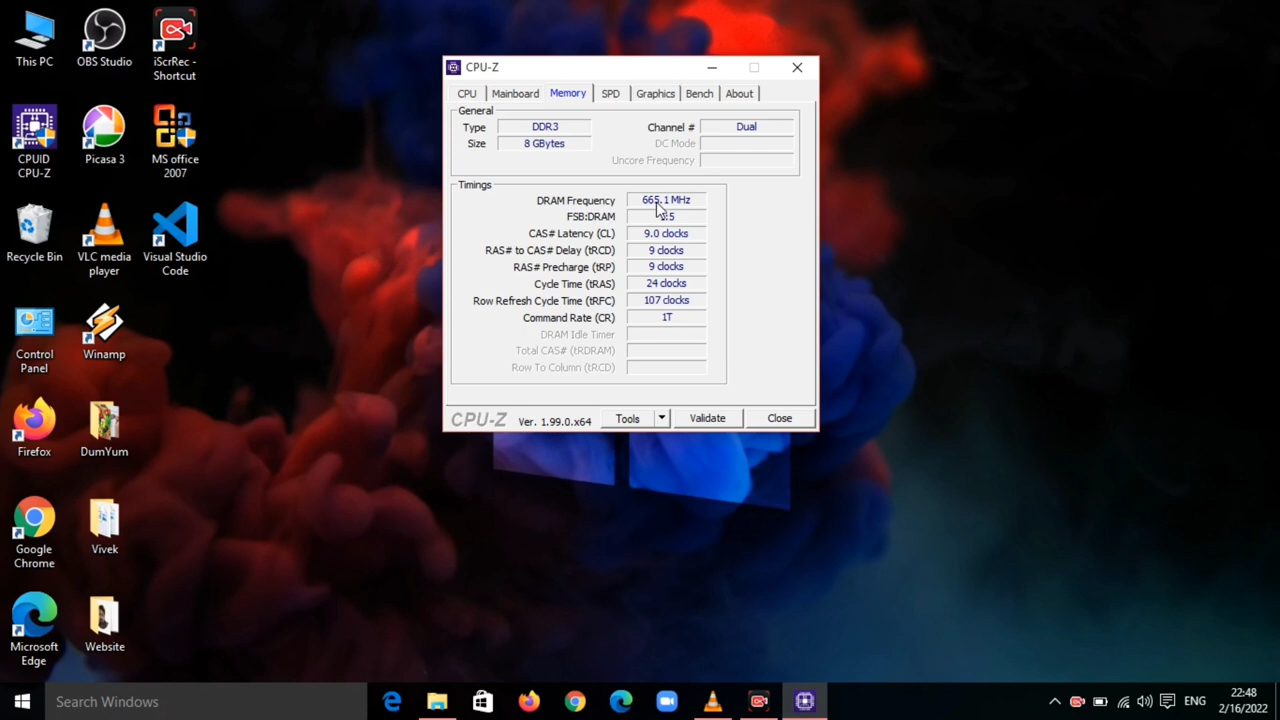 This PC
OBS Studio
iScrRec -
Shortcut
CPUID
CPU-Z
Picasa 3
MS office
2007
Recycle Bin
VLC media
player
Visual Studio
Code
Control
Panel
Winamp
Firefox
DumYum
Google
Chrome
Vivek
Microsoft
Edge
Website
CPU-Z
CPU
Mainboard
Memory
SPD
Graphics
Bench
About
General
Type DDR3
Channel # Dual
Size 8 GBytes
DC Mode
Uncore Frequency
Timings
DRAM Frequency 665.1 MHz
FSB:DRAM
CAS# Latency (CL) 9.0 clocks
RAS# to CAS# Delay (tRCD) 9 clocks
RAS# Precharge (tRP) 9 clocks
Cycle Time (tRAS) 24 clocks
Row Refresh Cycle Time (tRFC) 107 clocks
Command Rate (CR) 1T
DRAM Idle Timer
Total CAS# (tRDRAM)
Row To Column (tRCD)
CPU-Z Ver. 1.99.0.x64
Tools
Validate
Close
Search Windows
ENG
22:48
2/16/2022